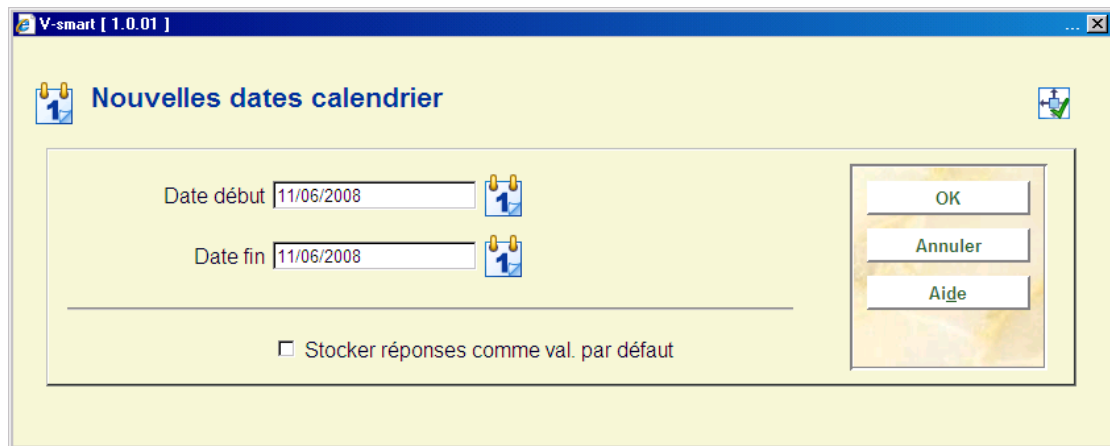 V-smart [ 1.0.01 ]
...
Nouvelles dates calendrier
Date début 11/06/2008
Date fin 11/06/2008
Stocker réponses comme val. par défaut
OK
Annuler
Aide